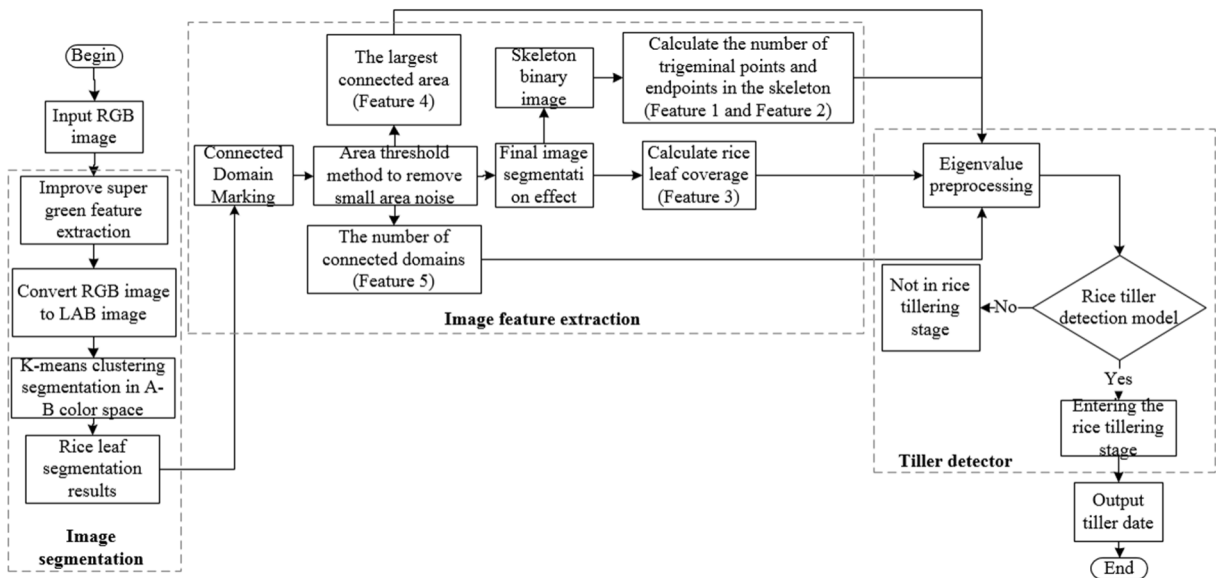 Begin
Input RGB
image
Improve super
green feature
extraction
Convert RGB image
to LAB image
K-means clustering
segmentation in A-
B color space
Rice leaf
segmentation
results
Image
segmentation
Connected
Domain
Marking
The largest
connected area
(Feature 4)
Area threshold
method to remove
small area noise
The number of
connected domains
(Feature 5)
Skeleton
binary
image
Final image
segmentati
on effect
Calculate the number of
trigeminal points and
endpoints in the skeleton
(Feature 1 and Feature 2)
Calculate rice
leaf coverage
(Feature 3)
Image feature extraction
Eigenvalue
preprocessing
Rice tiller
detection model
No
Not in rice
tillering
stage
Yes
Entering the
rice tillering
stage
Tiller detector
Output
tiller date
End